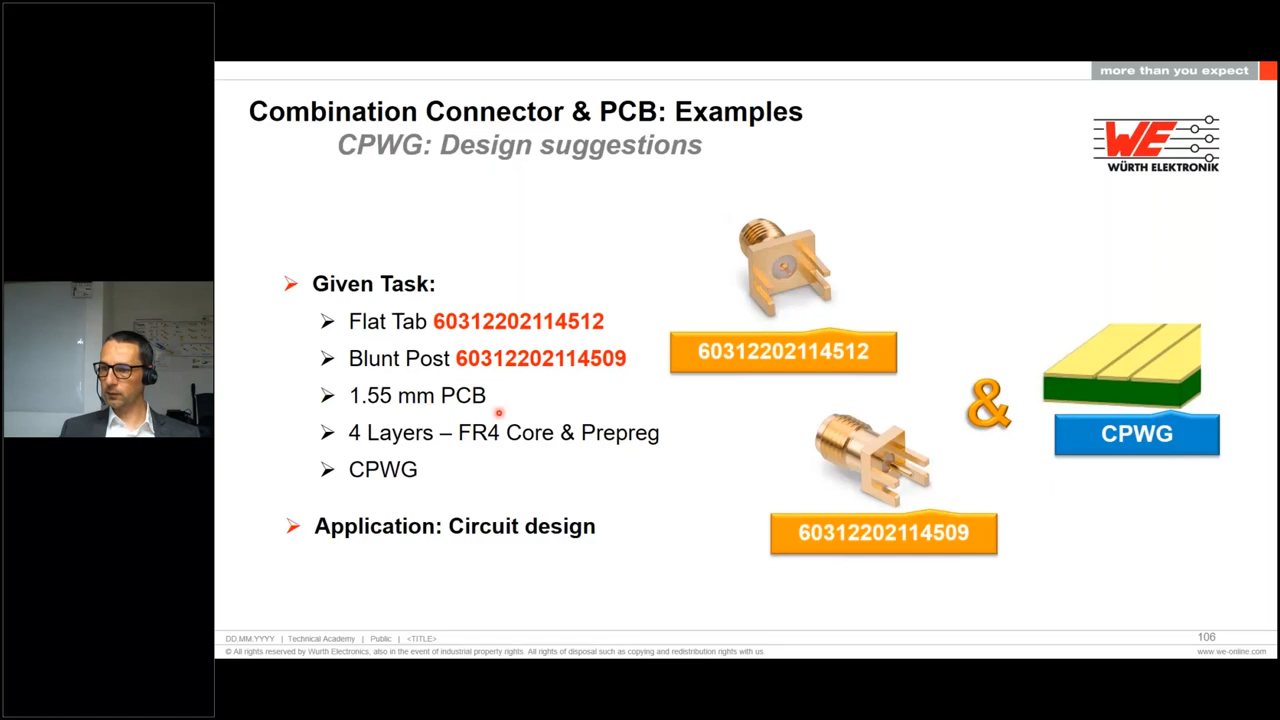 more than you expect
Combination Connector & PCB: Examples
CPWG: Design suggestions
WE
WÜRTH ELEKTRONIK
Given Task:
Flat Tab 60312202114512
Blunt Post 60312202114509
1.55 mm PCB
4 Layers – FR4 Core & Prepreg
CPWG
Application: Circuit design
60312202114512
&
CPWG
60312202114509
DD.MM.YYYY | Technical Academy | Public | <TITLE>
106
© All rights reserved by Wurth Electronics, also in the event of industrial property rights. All rights of disposal such as copying and redistribution rights with us.
www.we-online.com